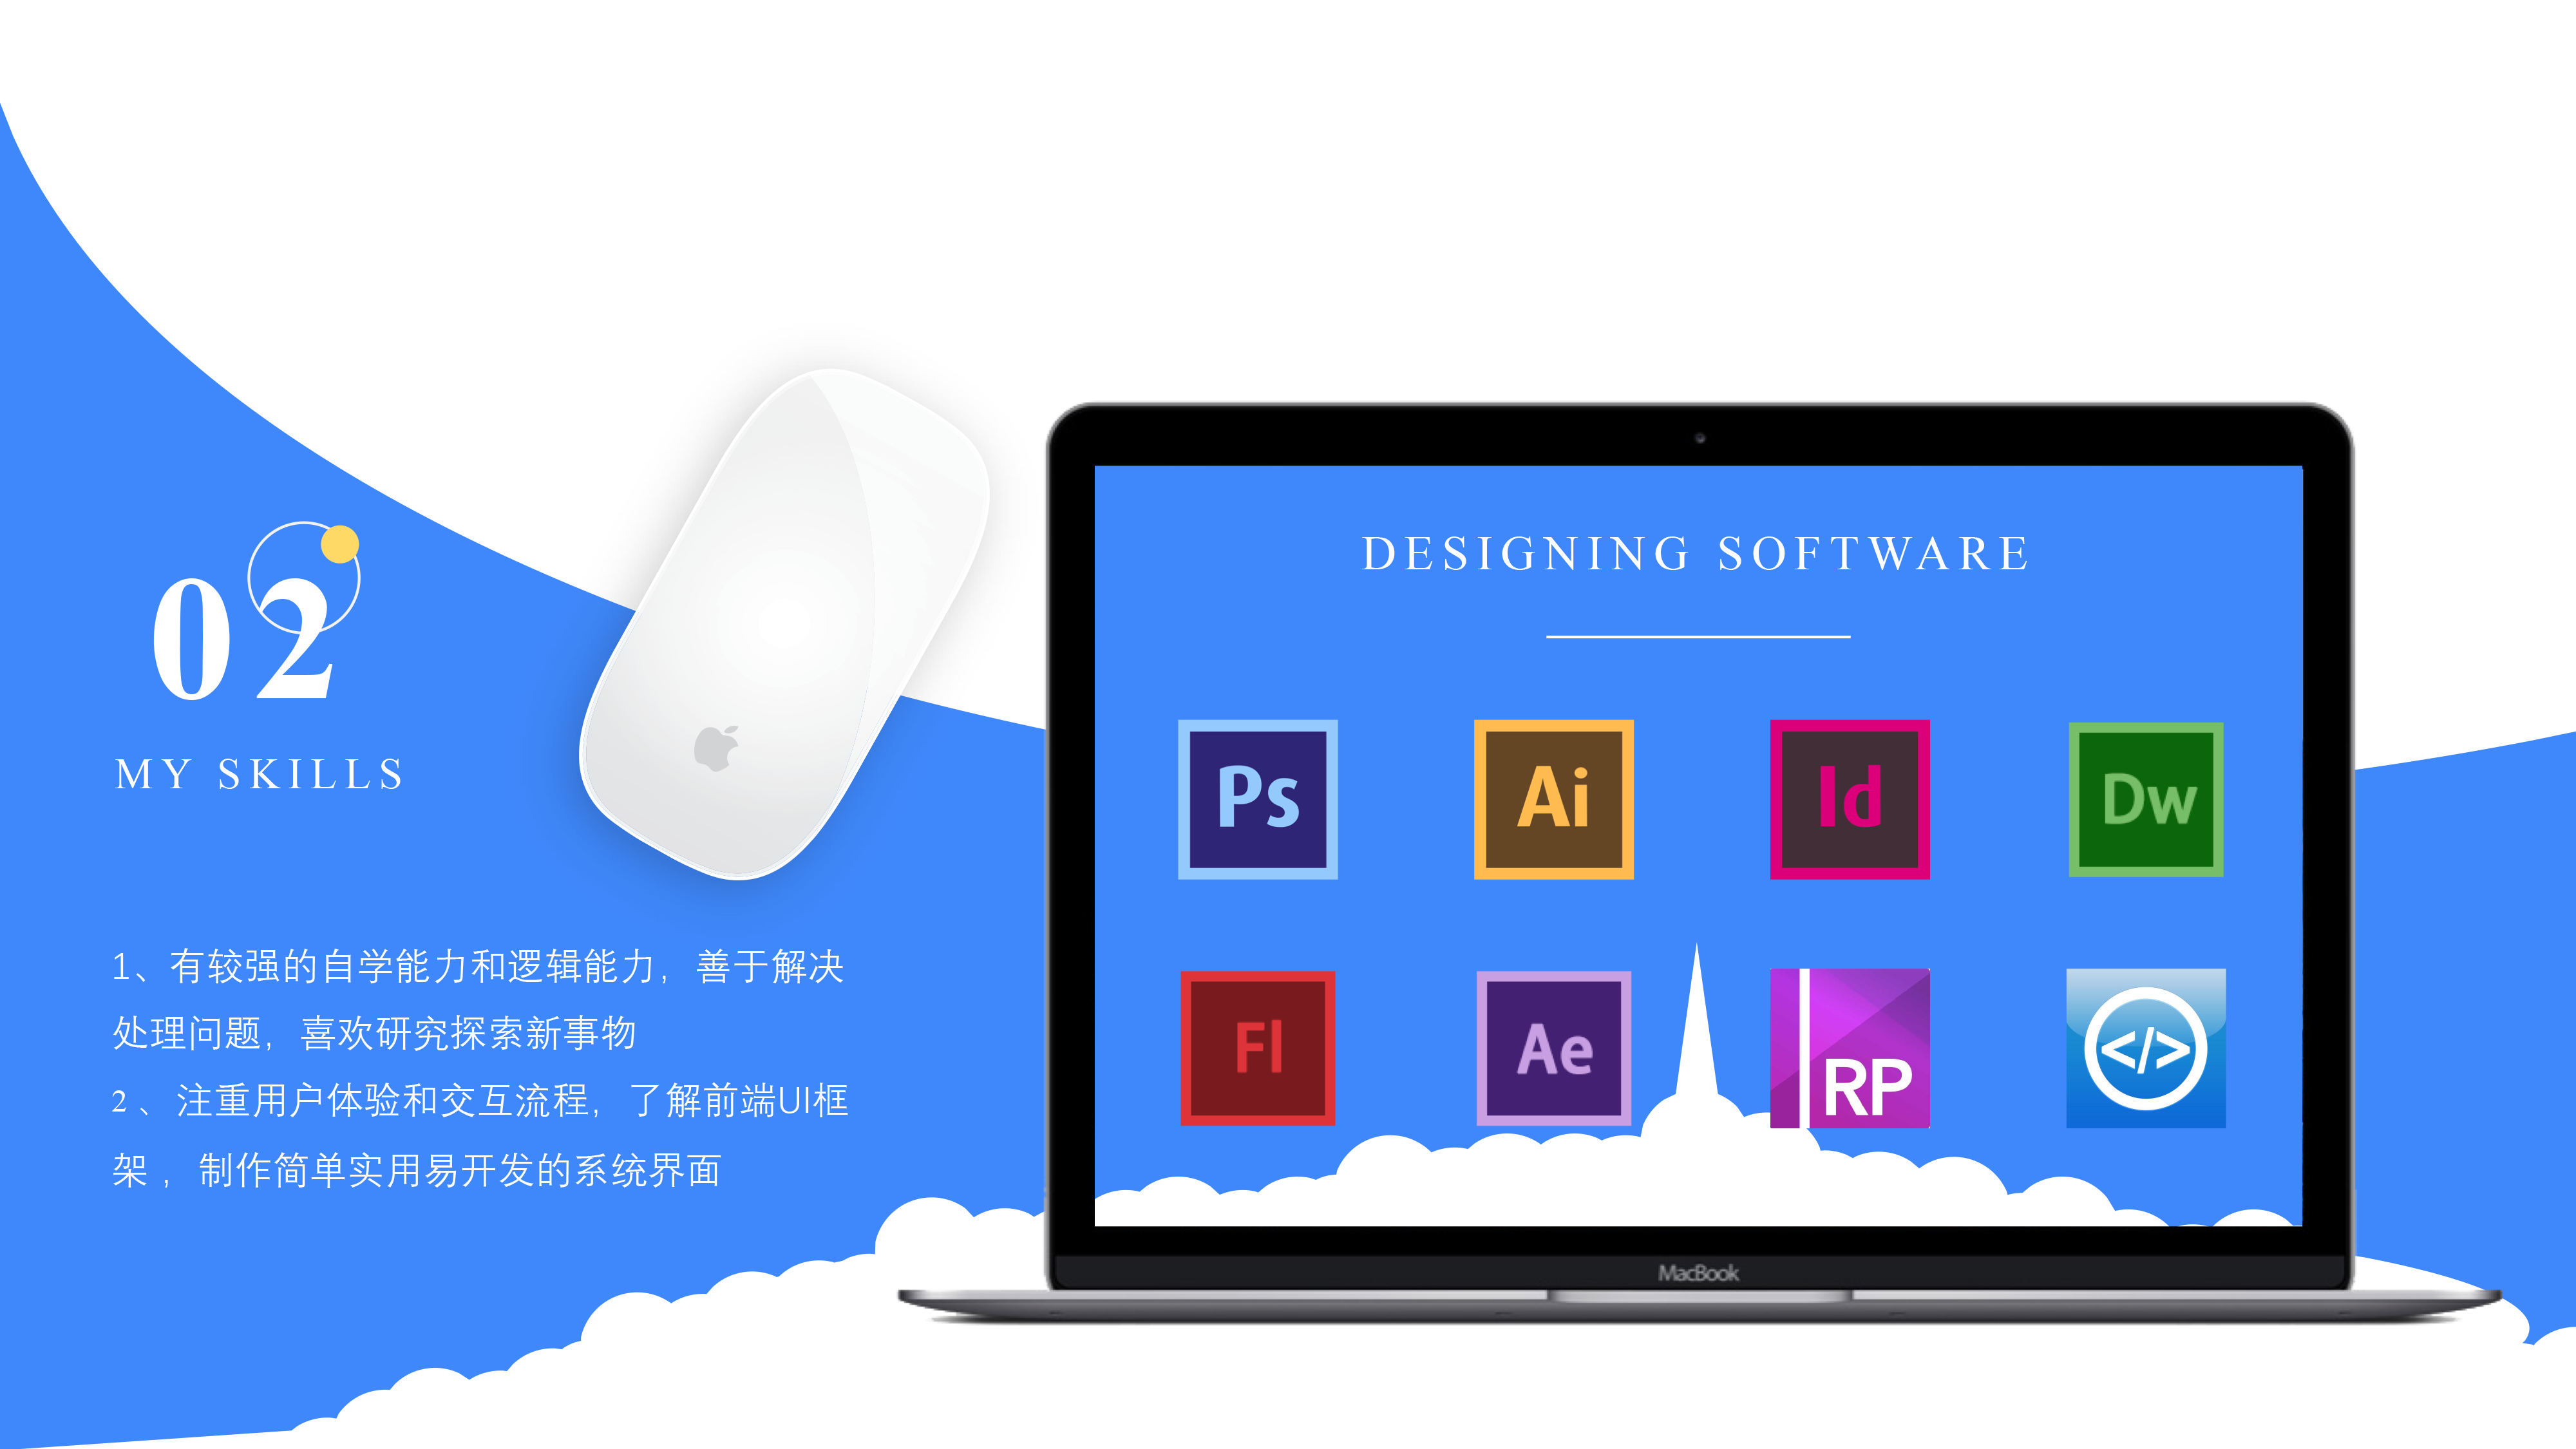 02
MY SKILLS
1、有较强的自学能力和逻辑能力，善于解决
处理问题，喜欢研究探索新事物
2 、 注重用户体验和交互流程，了解前端UI框
架 ，制作简单实用易开发的系统界面
DESIGNING SOFTWARE
Ps
Ai
Id
Dw
Fl
Ae
RP
</>
MacBook